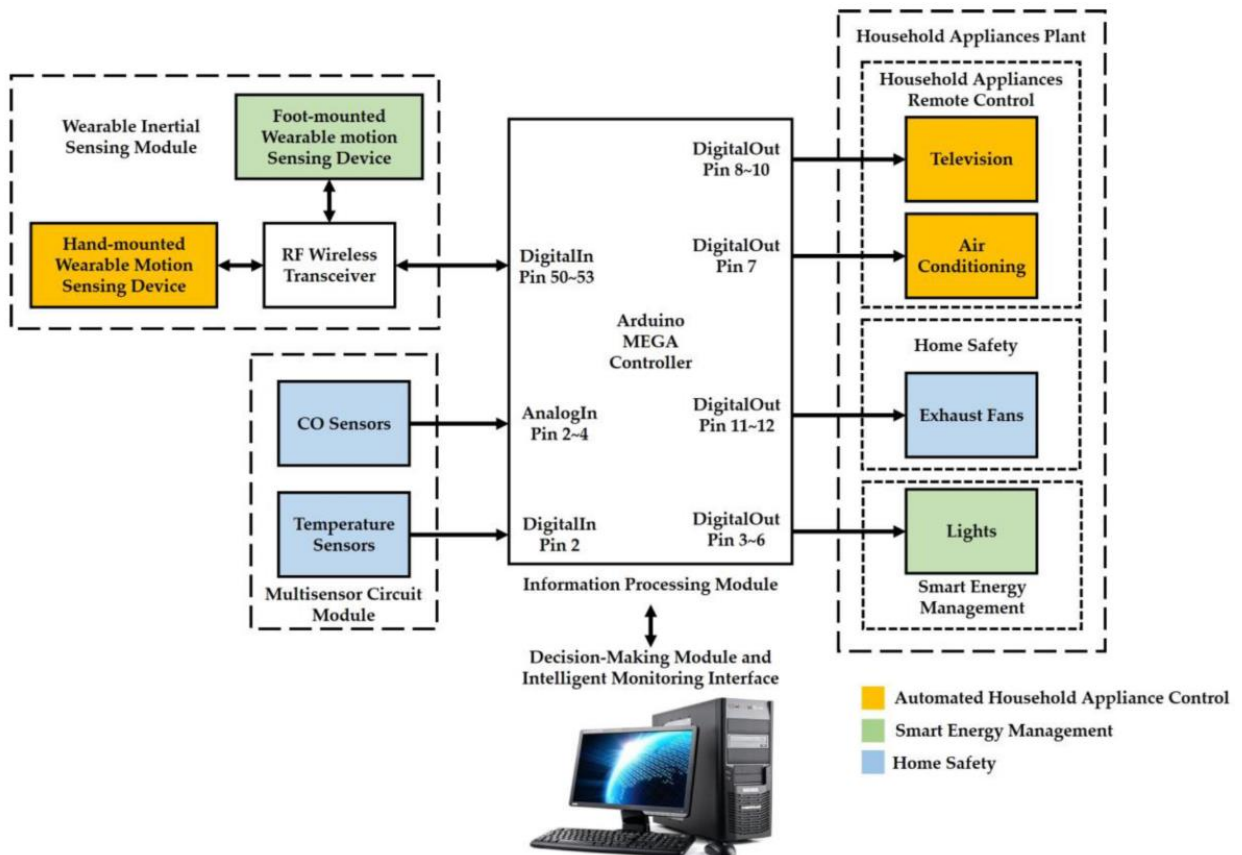 Wearable Inertial
Sensing Module
Foot-mounted
Wearable motion
Sensing Device
Hand-mounted
Wearable Motion
Sensing Device
RF Wireless
Transceiver
CO Sensors
Temperature
Sensors
Multisensor Circuit
Module
DigitalIn
Pin 50~53
AnalogIn
Pin 2~4
DigitalIn
Pin 2
Arduino
MEGA
Controller
DigitalOut
Pin 8~10
DigitalOut
Pin 7
DigitalOut
Pin 11~12
DigitalOut
Pin 3~6
Information Processing Module
Decision-Making Module and
Intelligent Monitoring Interface
Household Appliances Plant
Household Appliances
Remote Control
Television
Air
Conditioning
Home Safety
Exhaust Fans
Lights
Smart Energy
Management
Automated Household Appliance Control
Smart Energy Management
Home Safety